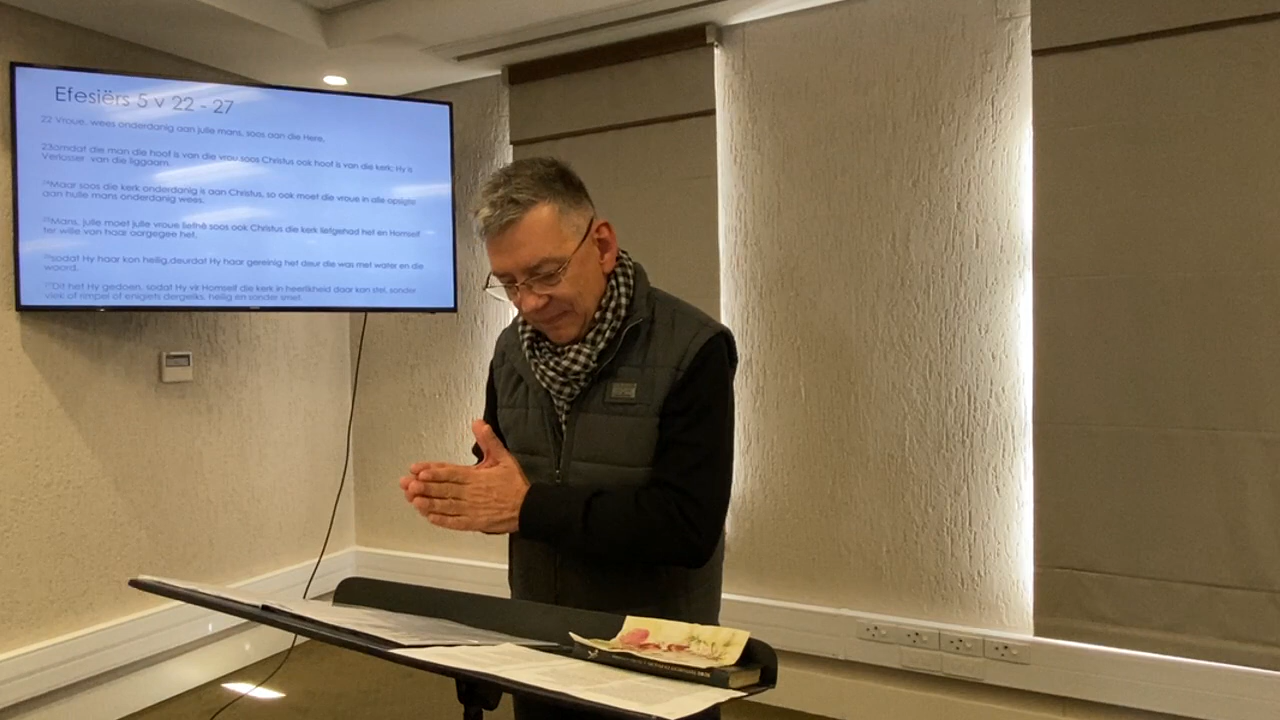 Efesiërs 5 v 22 - 27
22 Vroue, wees onderdanig aan julle mans, soos aan die Here,
23omdat die man die hoof is van die vrou soos Christus ook hoof is van die kerk; Hy is
Verlosser van die liggaam.
24Maar soos die kerk onderdanig is aan Christus, so ook moet die vroue in alle opsigte
aan hulle mans onderdanig wees.
25Mans, julle moet julle vroue liefhê soos ook Christus die kerk liefgehad het en Homself
ter wille van haar oorgegee het,
26sodat Hy haar kon heilig,deurdat Hy haar gereinig het deur die was met water en die
woord.
27Dit het Hy gedoen, sodat Hy vir Homself die kerk in heerlikheid daar kon stel, sonder
vlek of rimpel of enigiets dergeliks, heilig en sonder smet.